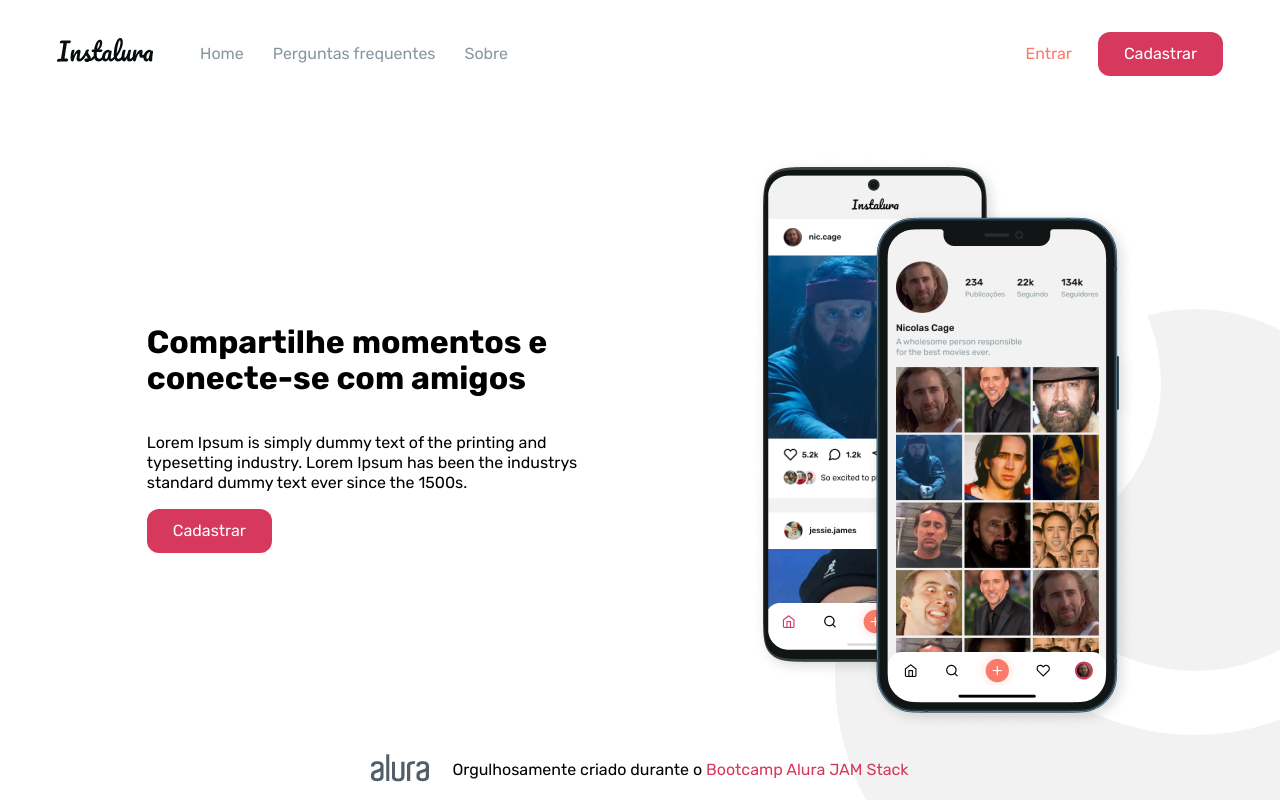 Instalura
Home
Perguntas frequentes
Sobre
Entrar
Cadastrar
Compartilhe momentos e
conecte-se com amigos
Lorem Ipsum is simply dummy text of the printing and
typesetting industry. Lorem Ipsum has been the industrys
standard dummy text ever since the 1500s.
Cadastrar
Instalura
nic.cage
5.2k
1.2k
So excited to p
jessie.james
234
22k
134k
Publicações
Seguindo
Seguidores
Nicolas Cage
A wholesome person responsible
for the best movies ever.
alura
Orgulhosamente criado durante o Bootcamp Alura JAM Stack